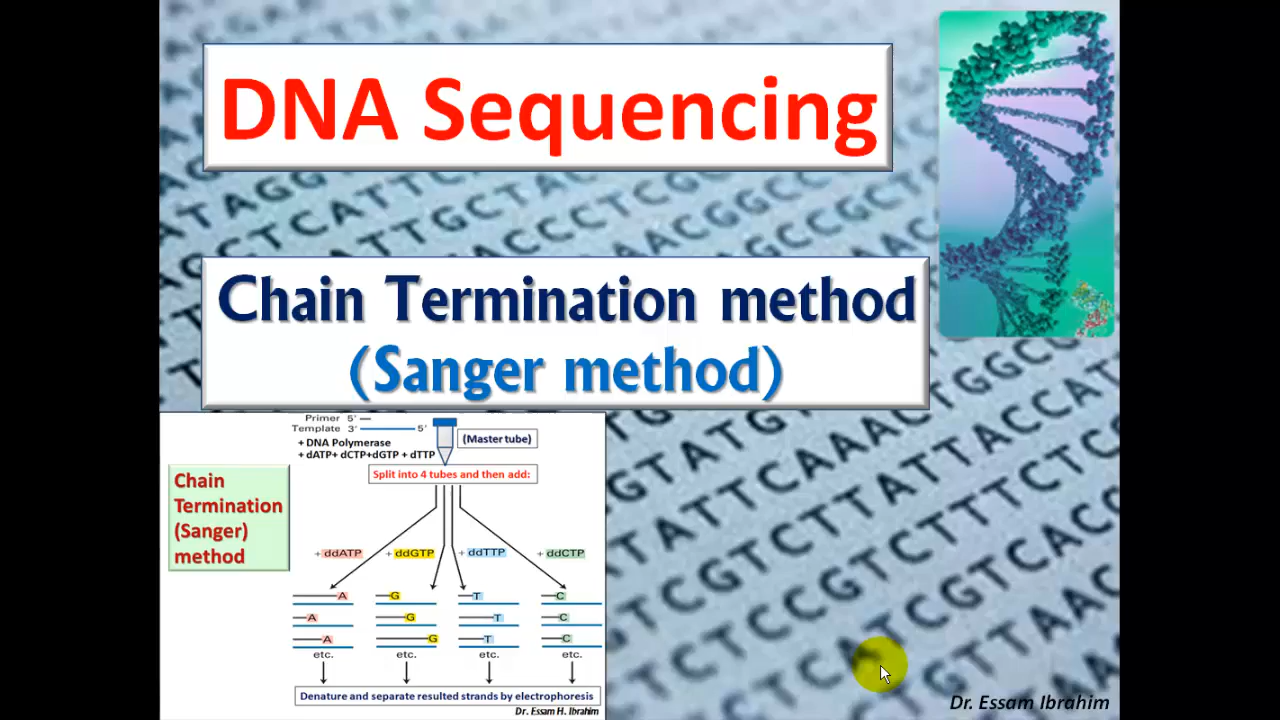 DNA Sequencing
Chain Termination method
(Sanger method)
Primer 5'
Template 3' 5'
+ DNA Polymerase
+ dATP+ dCTP+dGTP + dTTP
(Master tube)
Split into 4 tubes and then add:
Chain
Termination
(Sanger)
method
+ ddATP + ddGTP + ddTTP + ddCTP
A G T C
A G T C
A G T C
etc. etc. etc. etc.
Denature and separate resulted strands by electrophoresis
Dr. Essam H. Ibrahim
Dr. Essam Ibrahim